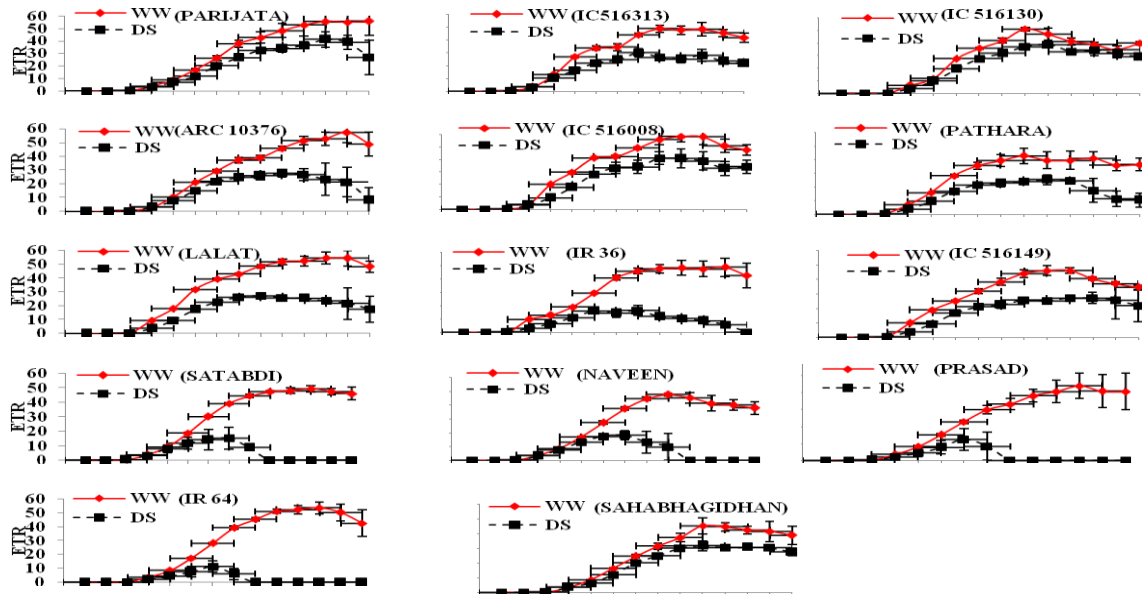 WW (PARIJATA)
DS
ETR
60
50
40
30
20
10
0
WW (IC516313)
DS
WW (IC 516130)
DS
WW (ARC 10376)
DS
ETR
60
50
40
30
20
10
0
WW (IC 516008)
DS
WW (PATHARA)
DS
WW (LALAT)
DS
ETR
60
50
40
30
20
10
0
WW (IR 36)
DS
WW (IC 516149)
DS
WW (SATABDI)
DS
60
50
40
30
20
10
0
WW (NAVEEN)
DS
WW (PRASAD)
DS
WW (IR 64)
DS
ETR
60
50
40
30
20
10
0
WW (SAHABHAGIDHAN)
DS